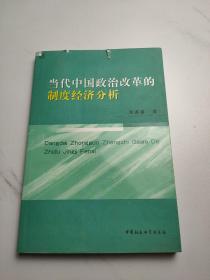 当代中国政治改革的
制度经济分析
著
Dangdai Zhongguo Zhengzhi Gaige De
Zhidu Jingji Fenxi
中国社会科学出版社